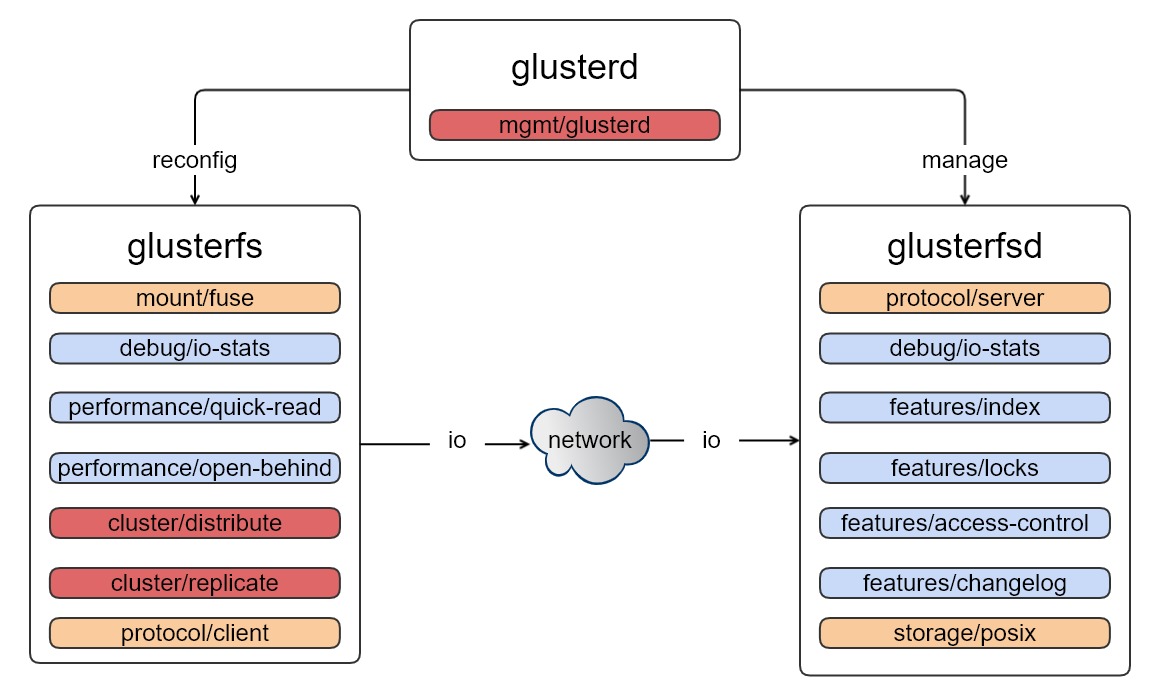 glusterd
mgmt/glusterd
reconfig
manage
glusterfs
mount/fuse
debug/io-stats
performance/quick-read
performance/open-behind
cluster/distribute
cluster/replicate
protocol/client
io
network
io
glusterfsd
protocol/server
debug/io-stats
features/index
features/locks
features/access-control
features/changelog
storage/posix